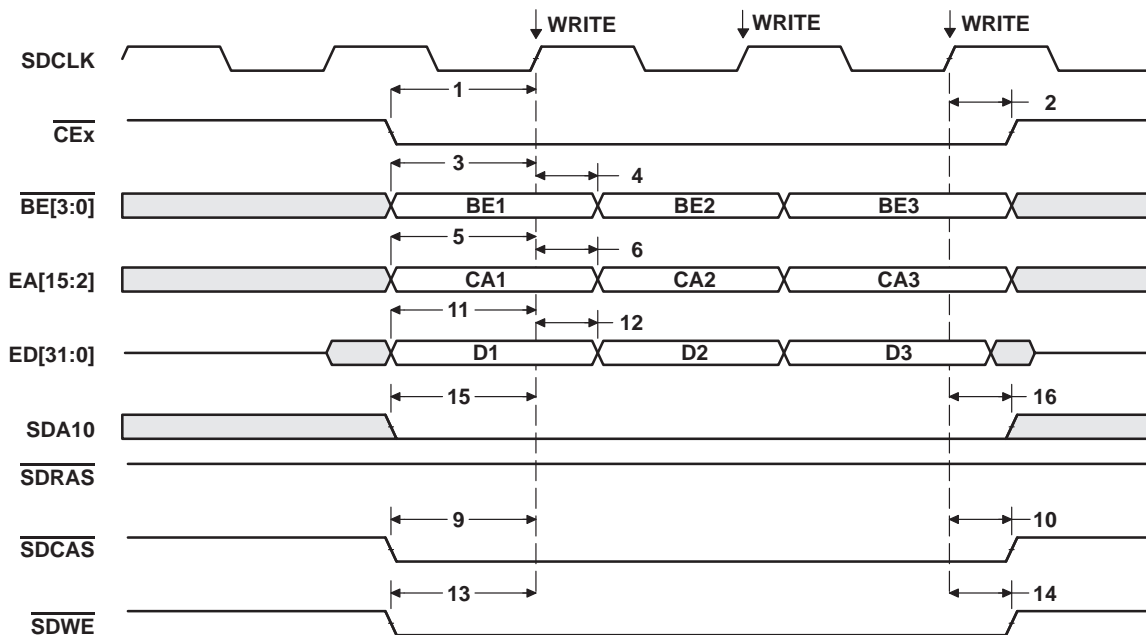 WRITE WRITE WRITE
SDCLK
1 2
CEx
3 4
BE[3:0] BE1 BE2 BE3
5 6
EA[15:2] CA1 CA2 CA3
11 12
ED[31:0] D1 D2 D3
15 16
SDA10
SDRAS
9 10
SDCAS
13 14
SDWE